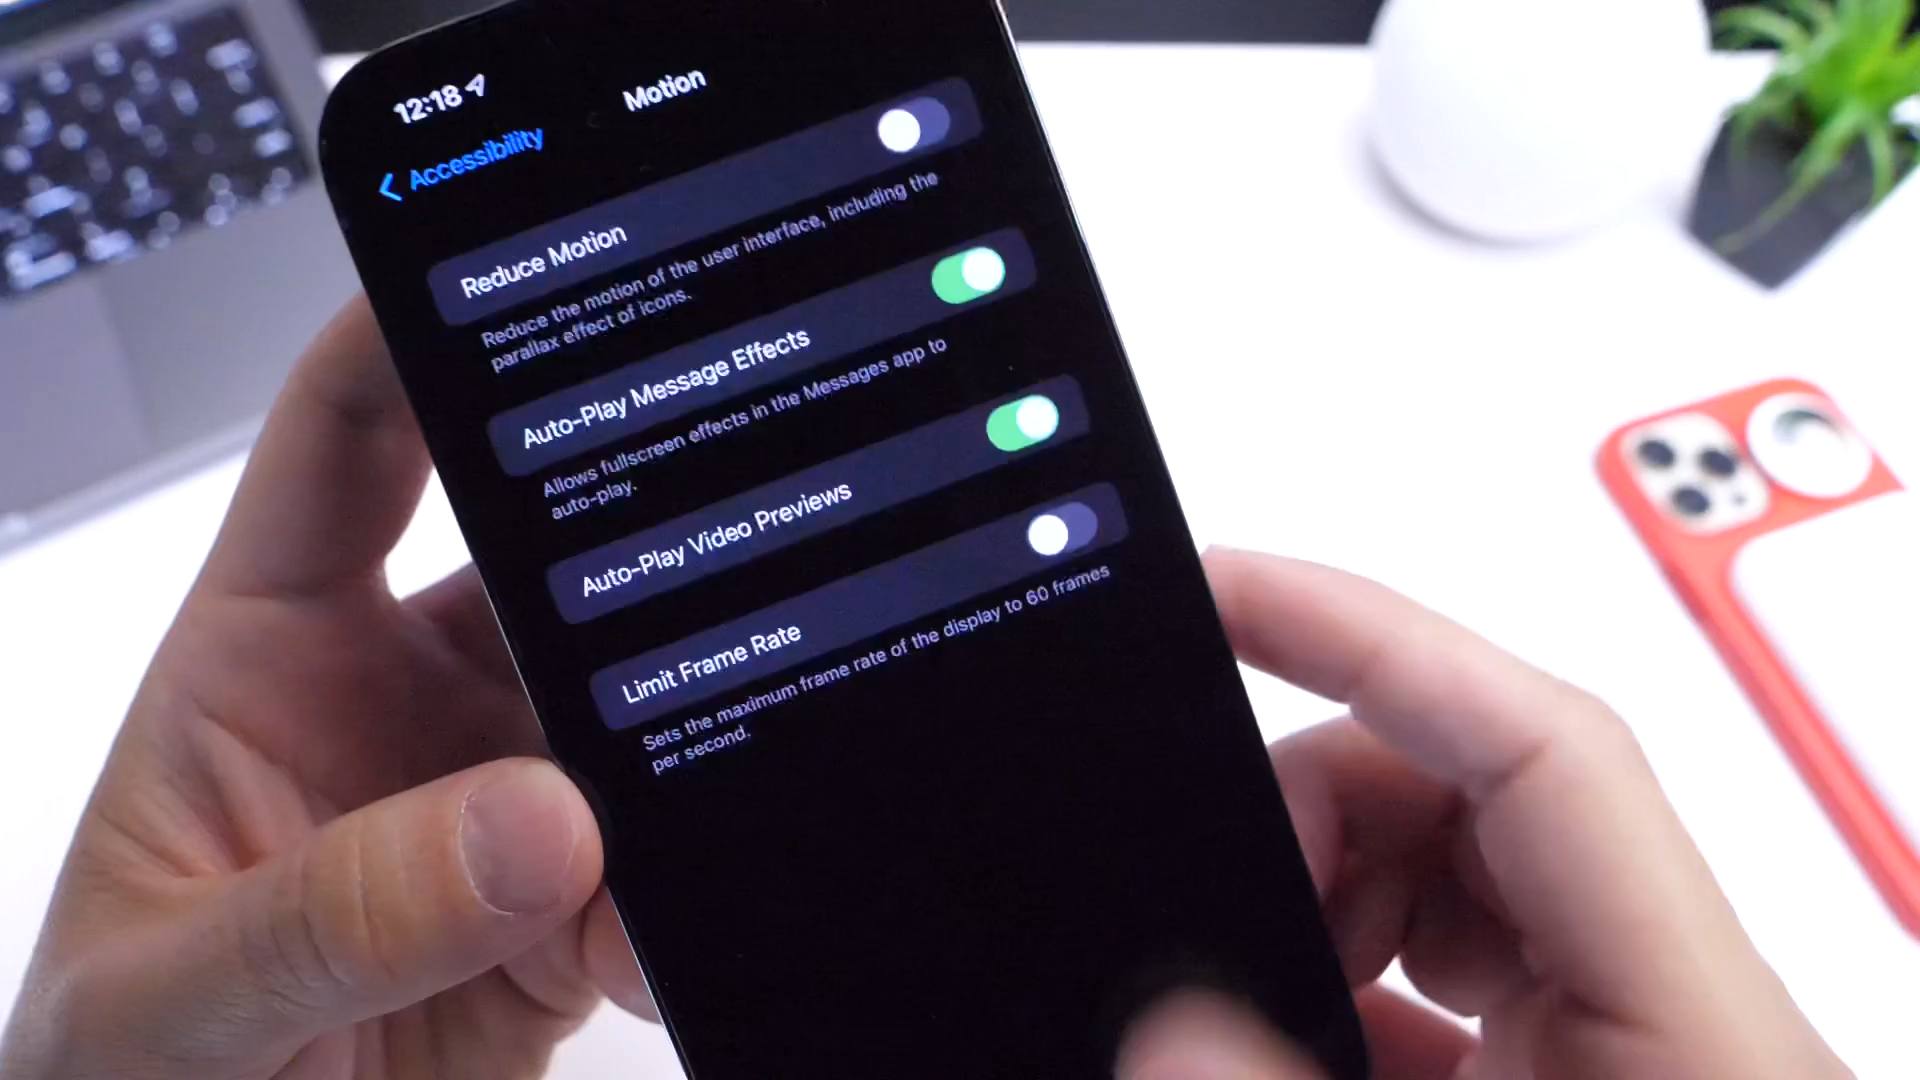 12:18
Motion
Accessibility
Reduce Motion
Reduce the motion of the user interface, including the
parallax effect of icons.
Auto-Play Message Effects
Allows fullscreen effects in the Messages app to
auto-play.
Auto-Play Video Previews
Limit Frame Rate
Sets the maximum frame rate of the display to 60 frames
per second.